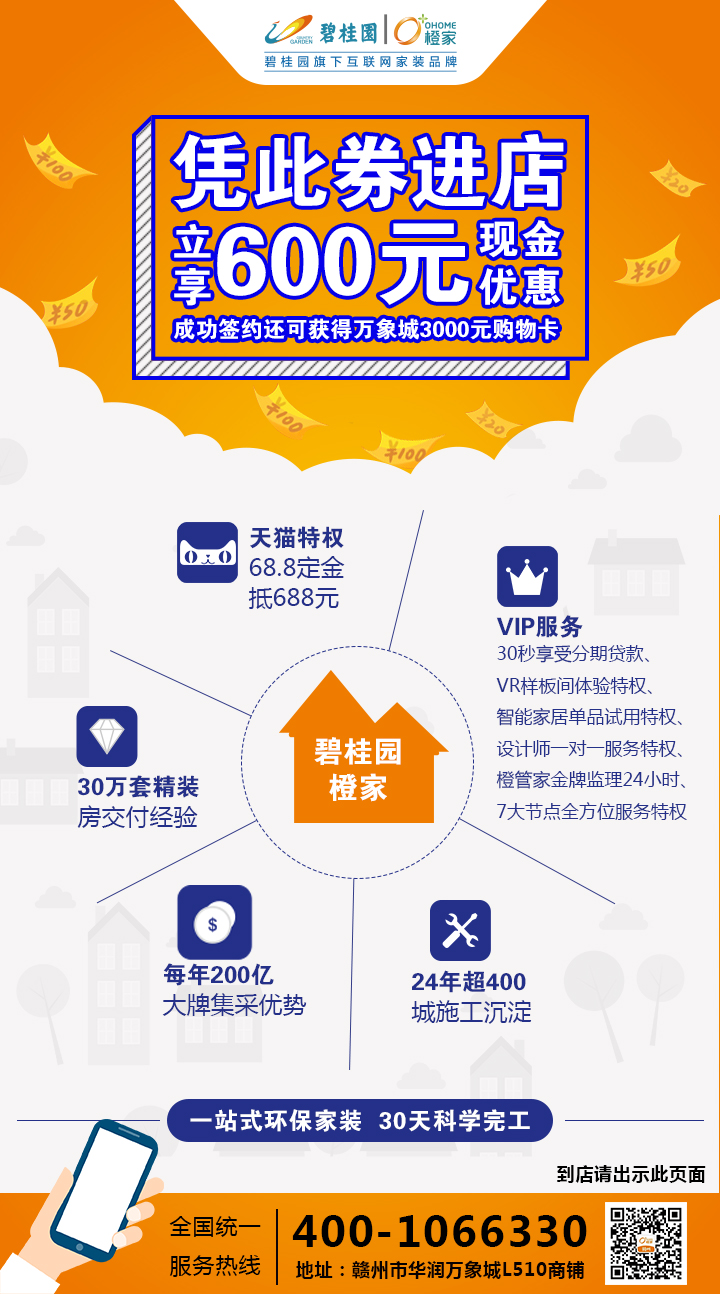 碧桂园
COUNTRY GARDEN
OHOME
橙家
碧桂园旗下互联网家装品牌
凭此券进店
立享600元现金优惠
成功签约还可获得万象城3000元购物卡
¥100
¥50
¥20
¥50
¥100
¥100
¥20
天猫特权
68.8定金
抵688元
VIP服务
30秒享受分期贷款、
VR样板间体验特权、
智能家居单品试用特权、
设计师一对一服务特权、
橙管家金牌监理24小时、
7大节点全方位服务特权
碧桂园
橙家
30万套精装
房交付经验
$
每年200亿
大牌集采优势
24年超400
城施工沉淀
一站式环保家装 30天科学完工
到店请出示此页面
全国统一
服务热线
400-1066330
地址：赣州市华润万象城L510商铺